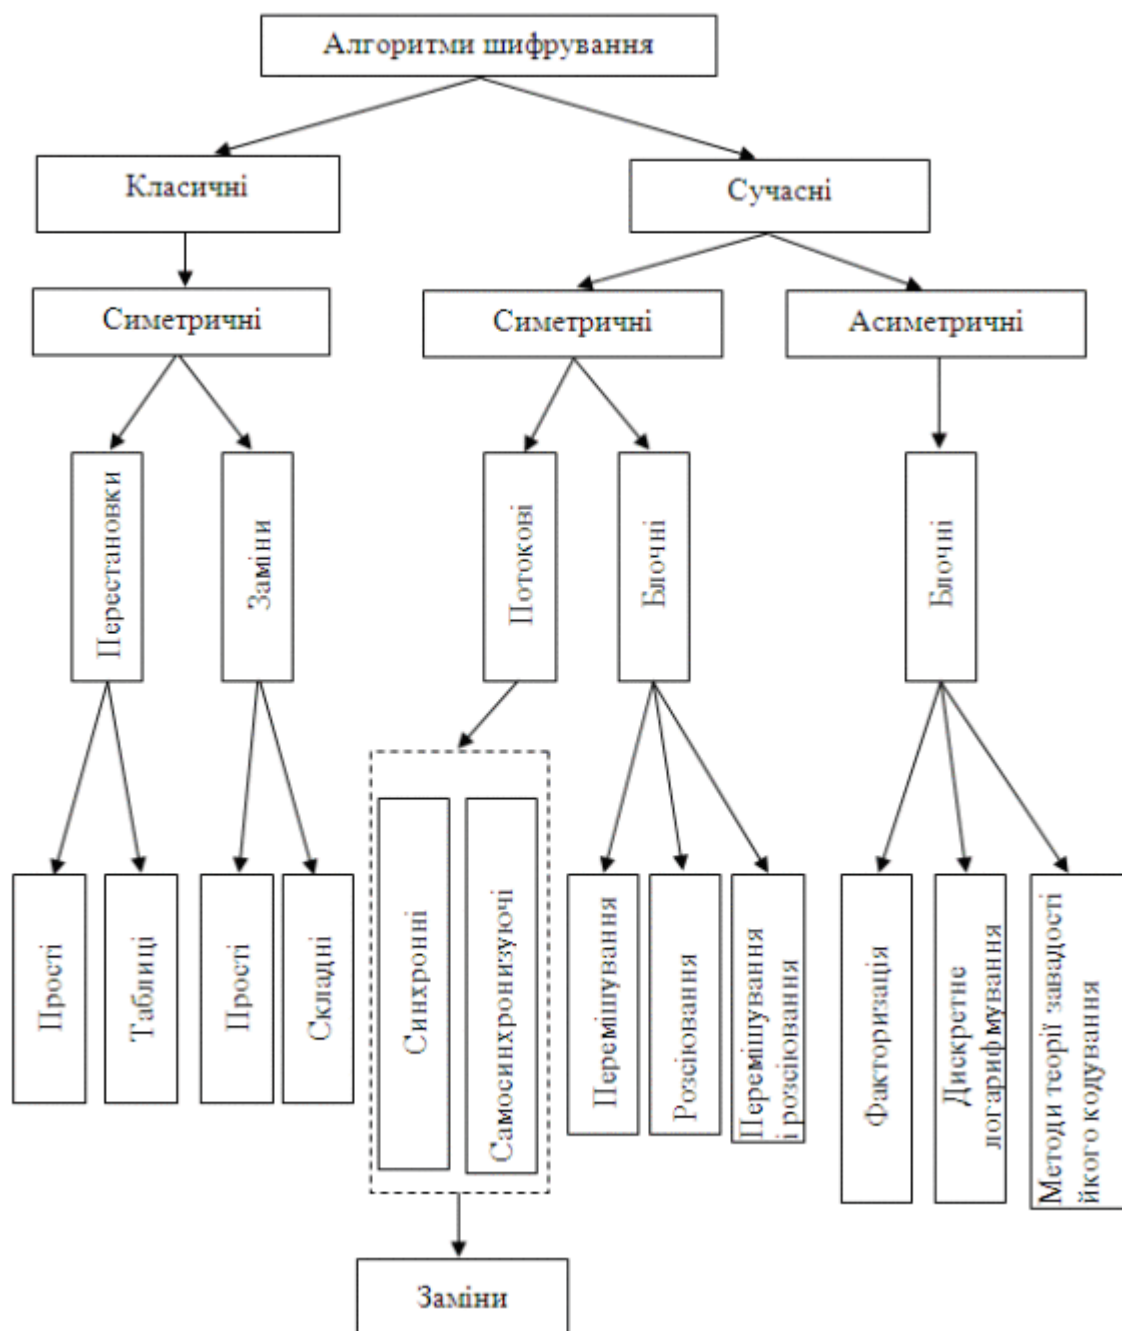 Алгоритми шифрування
Класичні
Сучасні
Симетричні
Симетричні
Асиметричні
Перестановки
Заміни
Потокові
Блочні
Блочні
Прості
Таблиці
Прості
Складні
Синхронні
Самосинхронизуючі
Перемішування
Розсіювання
Перемішування
і розсіювання
Факторизація
Дискретне
логарифмування
Методи теорії завадості
йкого кодування
Заміни